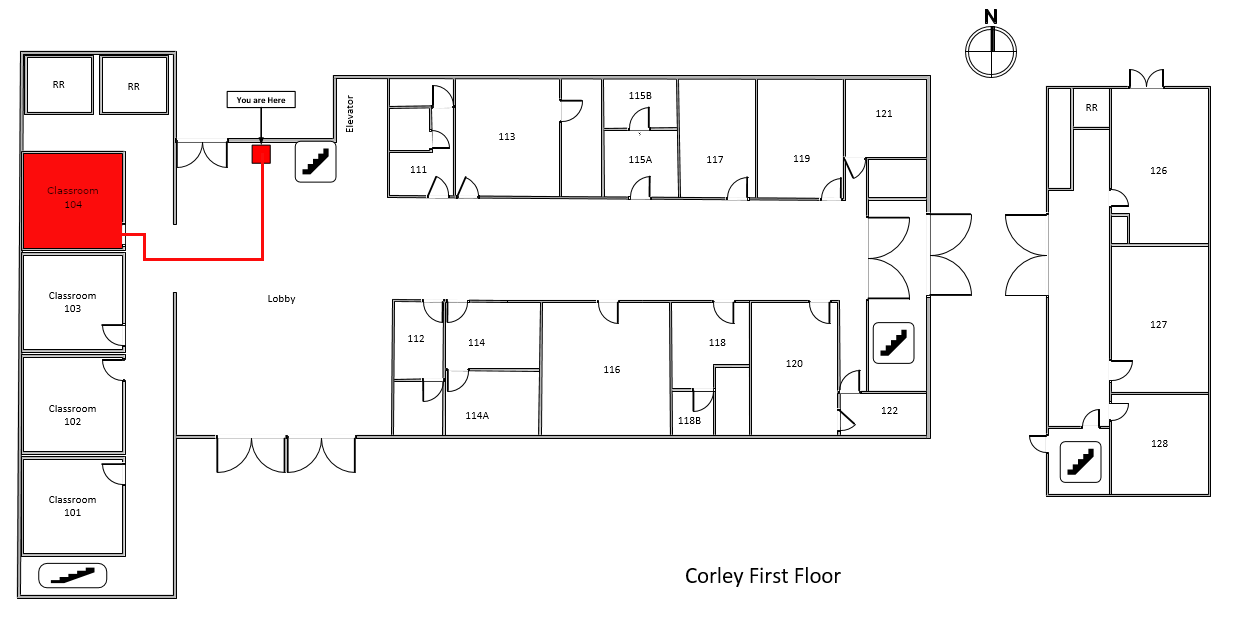 N
RR
RR
You are Here
Elevator
115B
121
RR
113
115A
117
119
111
126
Classroom
104
Classroom
103
Lobby
112
114
116
118
120
127
Classroom
102
114A
118B
122
128
Classroom
101
Corley First Floor